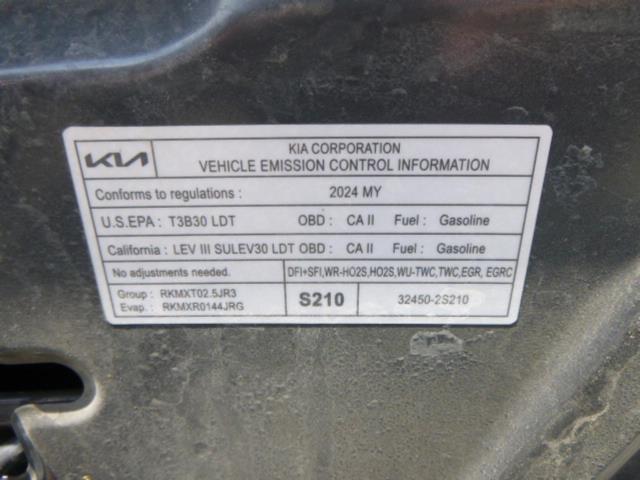 KIA
KIA CORPORATION
VEHICLE EMISSION CONTROL INFORMATION
Conforms to regulations : 2024 MY
U.S.EPA : T3B30 LDT OBD : CA II Fuel : Gasoline
California : LEV III SULEV30 LDT OBD : CA II Fuel : Gasoline
No adjustments needed. DFI+SFI,WR-HO2S,HO2S,WU-TWC,TWC,EGR, EGRC
Group : RKMXT02.5JR3
Evap. : RKMXR0144JRG
S210 32450-2S210